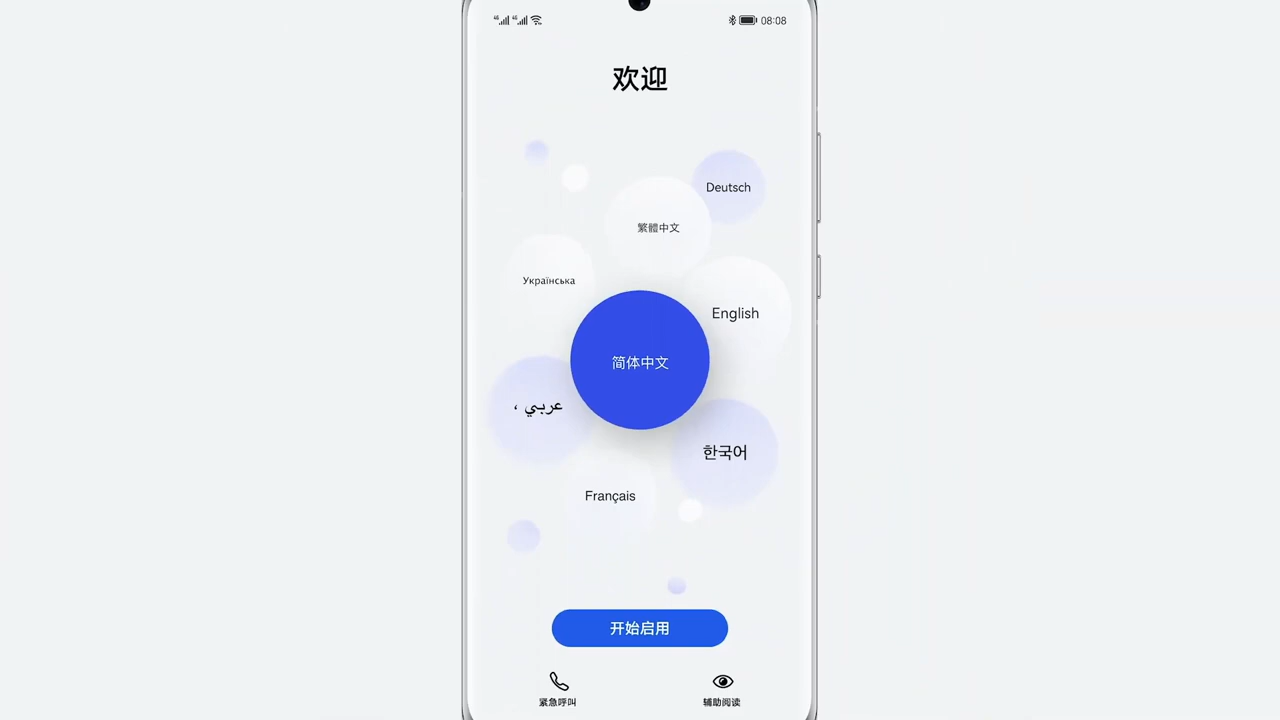 08:08
欢迎
Deutsch
繁體中文
Українська
English
简体中文
عربي ،
한국어
Français
开始启用
紧急呼叫
辅助阅读